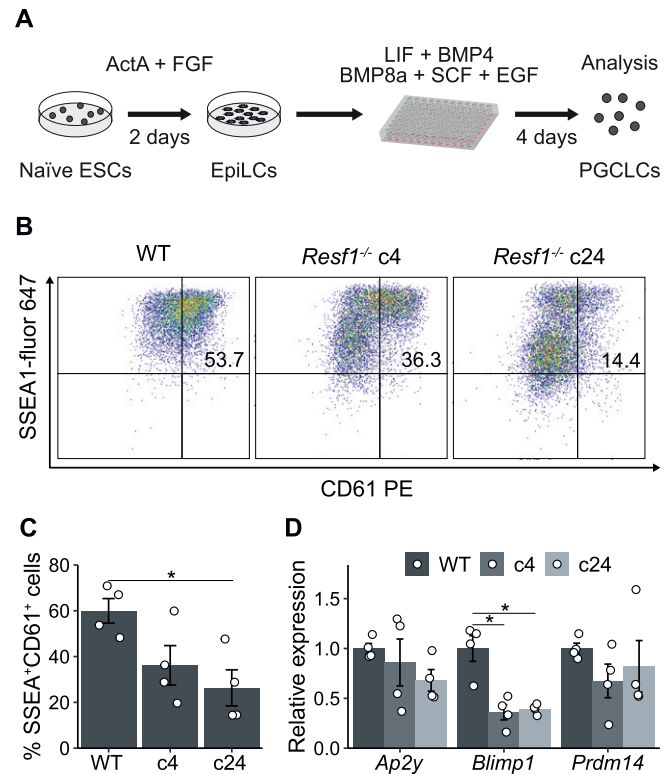 A
ActA + FGF
LIF + BMP4
BMP8a + SCF + EGF
Analysis
2 days
4 days
Naïve ESCs
EpiLCs
PGCLCs
B
WT
Resf1-/- c4
Resf1-/- c24
SSEA1-fluor 647
53.7
36.3
14.4
CD61 PE
C
% SSEA+CD61+ cells
80
60
40
20
0
*
WT
c4
c24
D
WT
c4
c24
Relative expression
1.5
1.0
0.5
0.0
*
*
Ap2γ
Blimp1
Prdm14